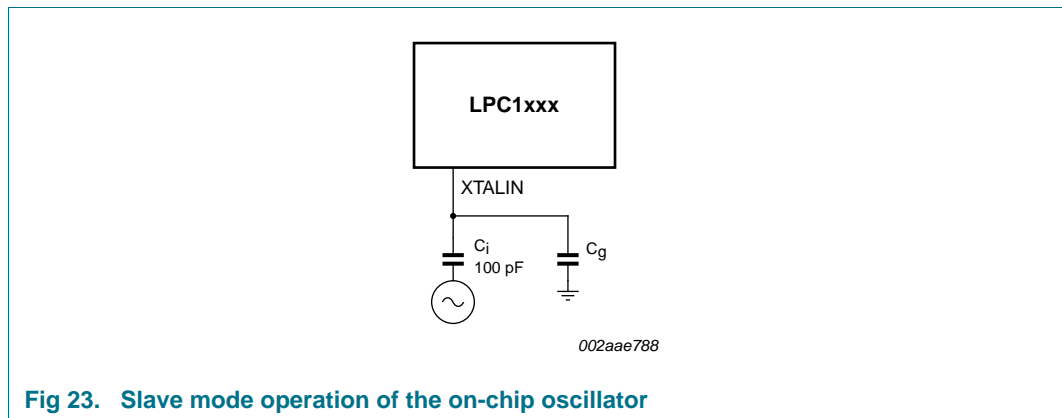 LPC1xxx
XTALIN
Ci
100 pF
Cg
002aae788
Fig 23. Slave mode operation of the on-chip oscillator